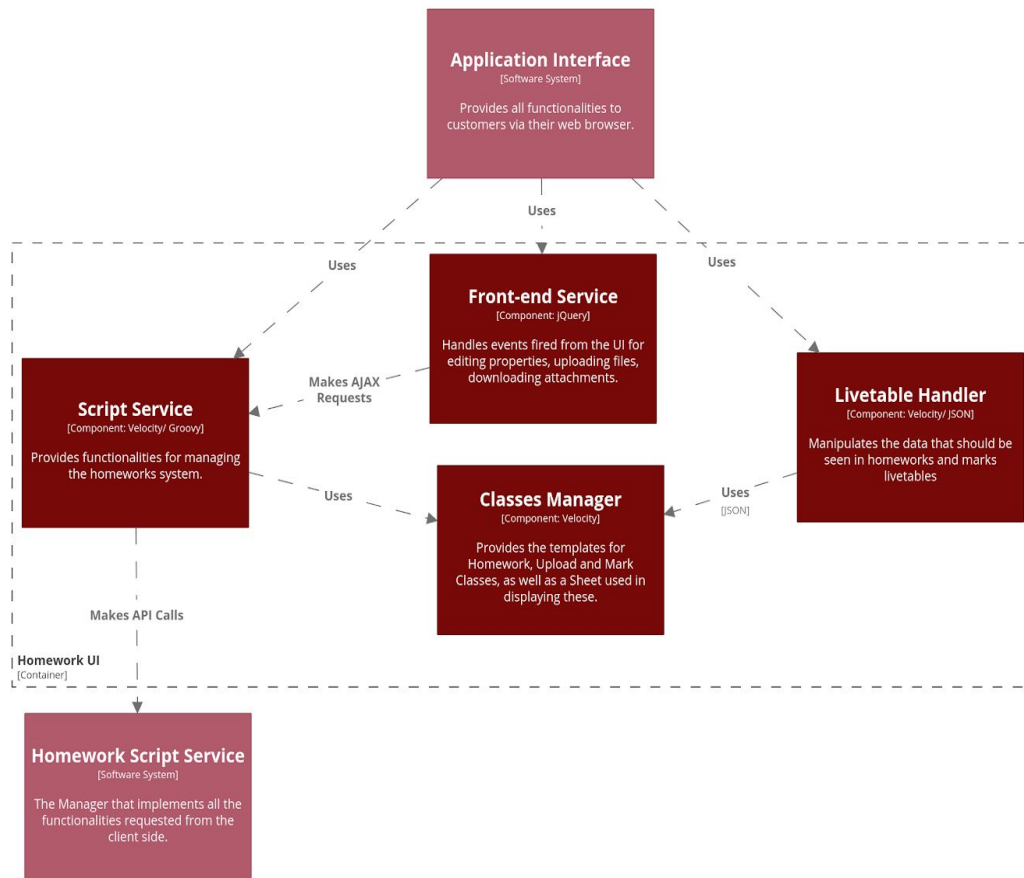 Application Interface
[Software System]
Provides all functionalities to
customers via their web browser.
Uses
Uses
Uses
Front-end Service
[Component: jQuery]
Handles events fired from the UI for
editing properties, uploading files,
downloading attachments.
Makes AJAX
Requests
Script Service
[Component: Velocity/ Groovy]
Provides functionalities for managing
the homeworks system.
Livetable Handler
[Component: Velocity/ JSON]
Manipulates the data that should be
seen in homeworks and marks
livetables
Uses
Classes Manager
[Component: Velocity]
Provides the templates for
Homework, Upload and Mark
Classes, as well as a Sheet used in
displaying these.
Uses
[JSON]
Makes API Calls
Homework UI
[Container]
Homework Script Service
[Software System]
The Manager that implements all the
functionalities requested from the
client side.